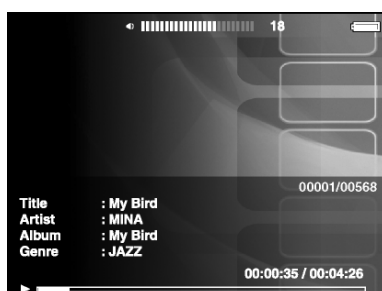 18
00001/00568
Title : My Bird
Artist : MINA
Album : My Bird
Genre : JAZZ
00:00:35 / 00:04:26